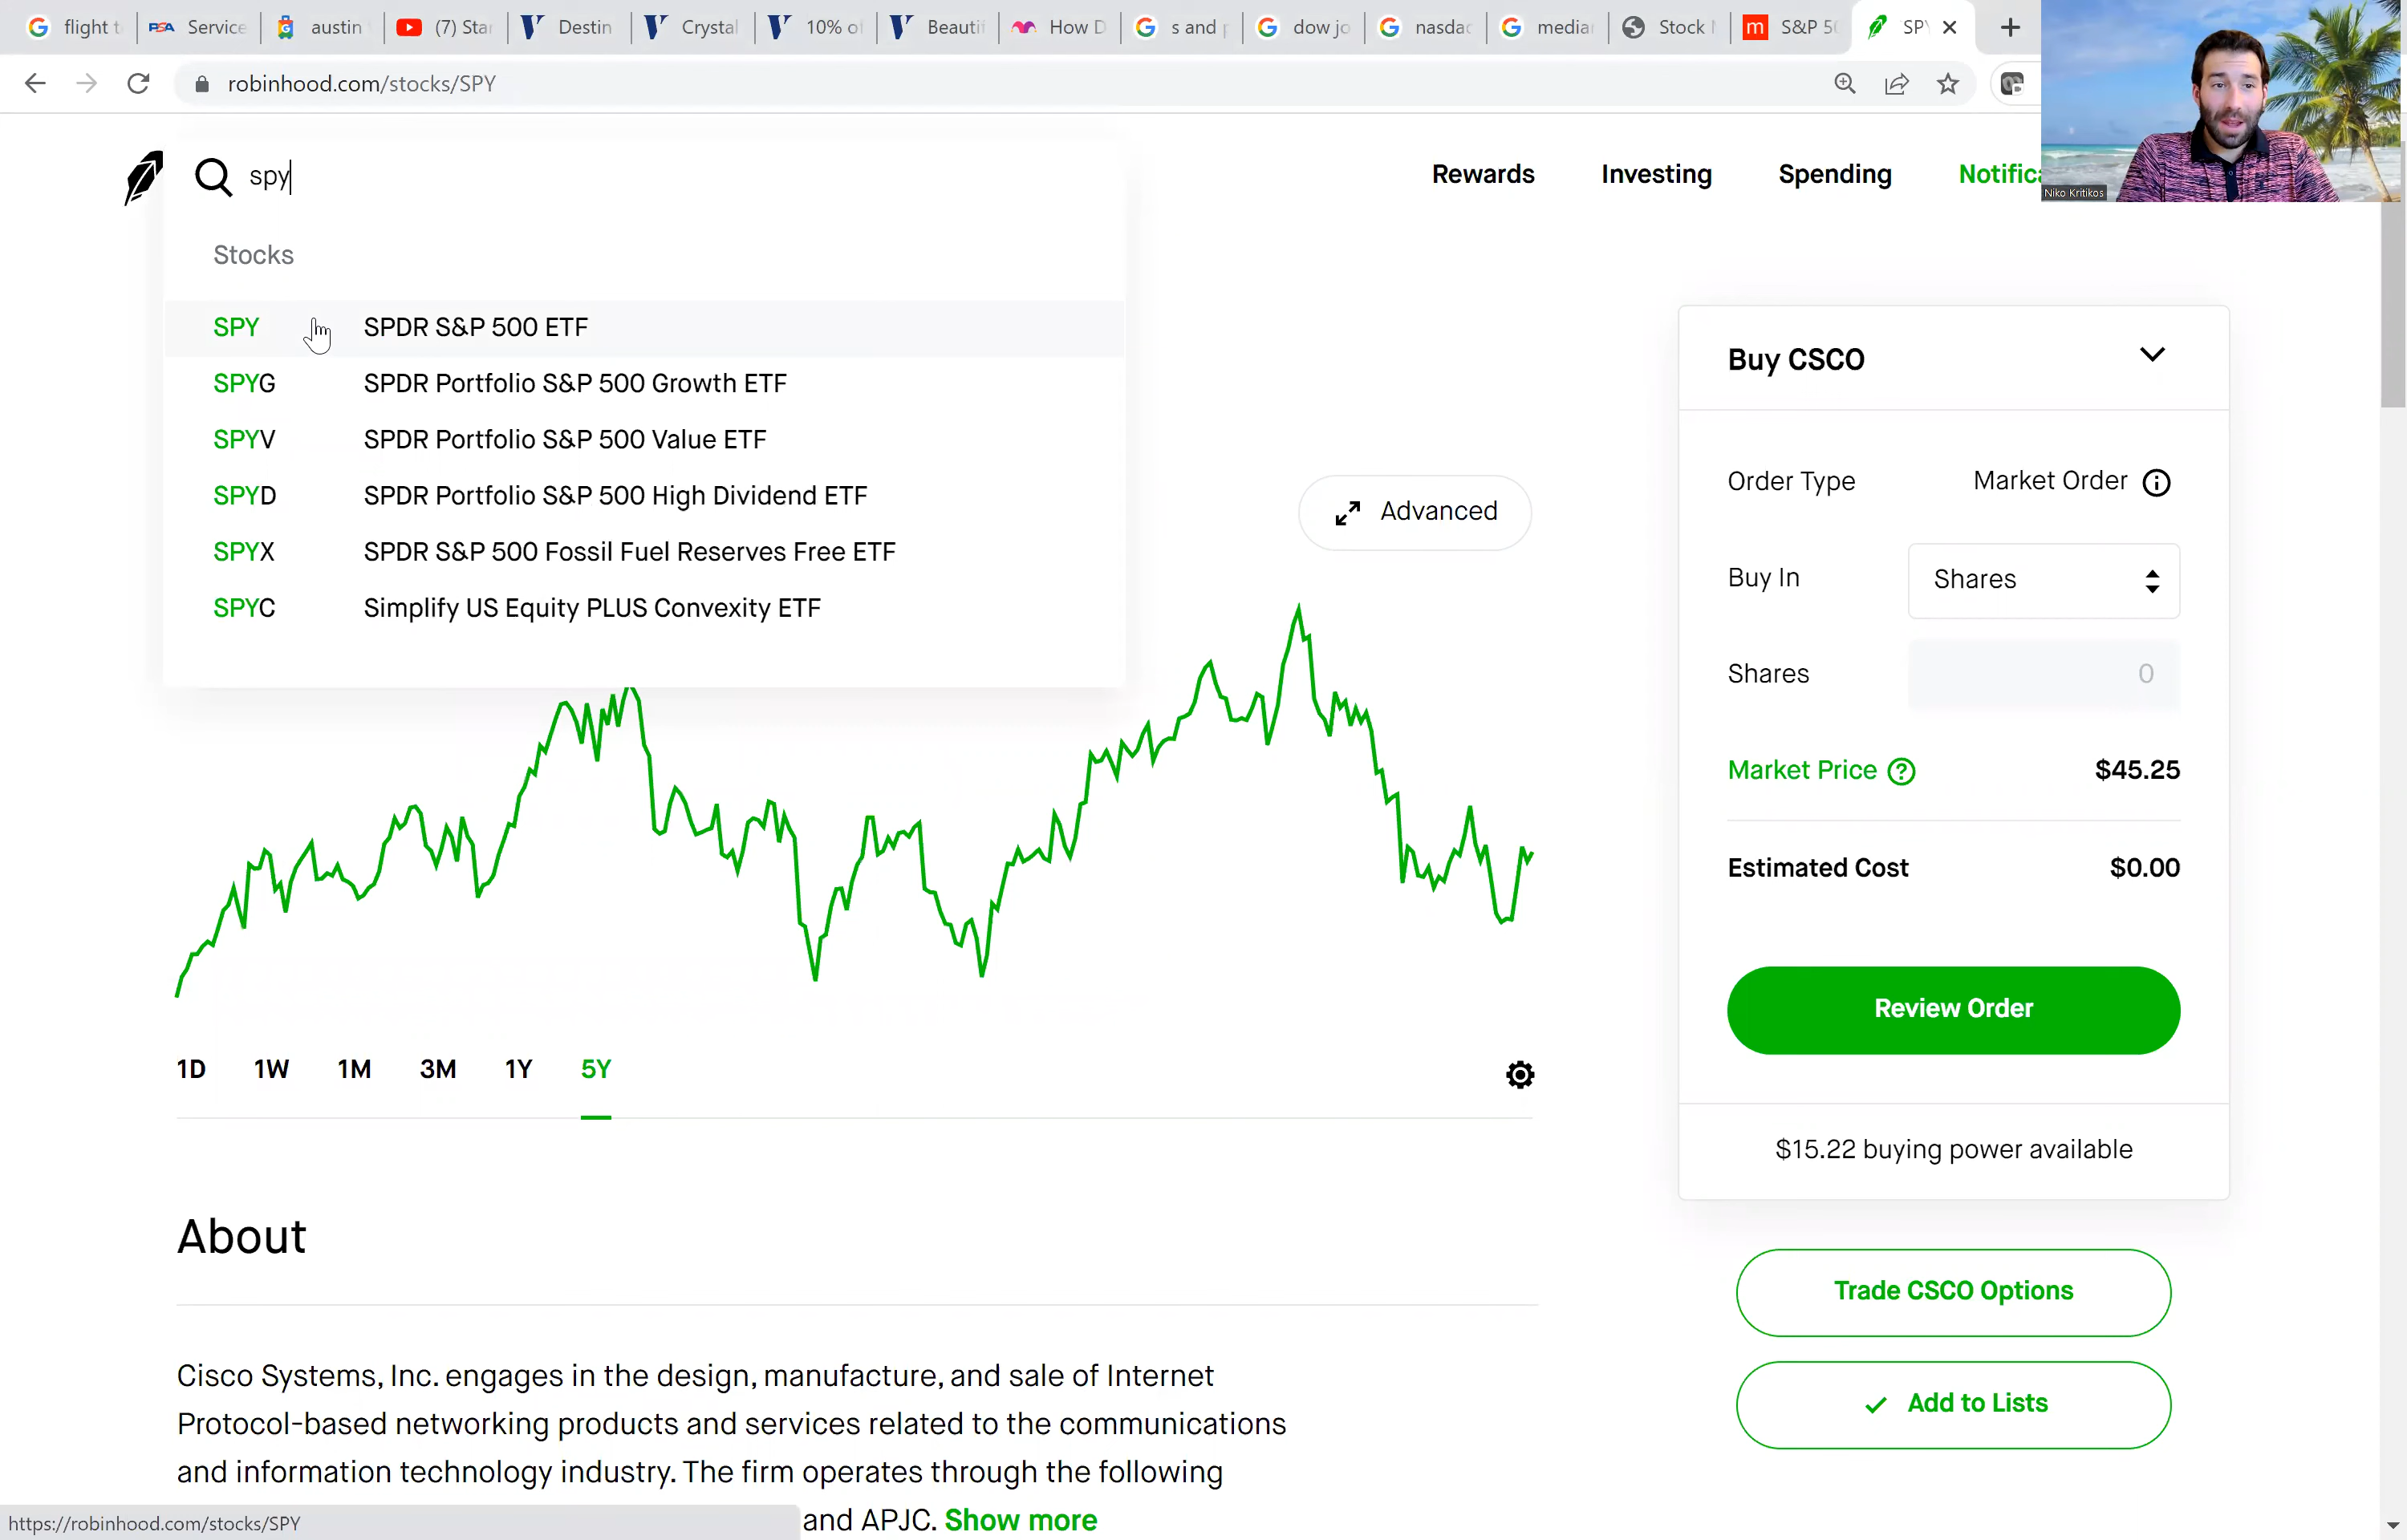 flight t
PSA Service
austin
(7) Star
Destin
Crystal
10% of
Beautif
How D
s and p
dow jo
nasdac
media
Stock
S&P 50
SPY
robinhood.com/stocks/SPY
Niko Kritikos
spy
Rewards
Investing
Spending
Notific
Stocks
SPY SPDR S&P 500 ETF
SPYG SPDR Portfolio S&P 500 Growth ETF
SPYV SPDR Portfolio S&P 500 Value ETF
SPYD SPDR Portfolio S&P 500 High Dividend ETF
SPYX SPDR S&P 500 Fossil Fuel Reserves Free ETF
SPYC Simplify US Equity PLUS Convexity ETF
Advanced
Buy CSCO
Order Type Market Order
Buy In Shares
Shares 0
Market Price $45.25
Estimated Cost $0.00
Review Order
$15.22 buying power available
Trade CSCO Options
Add to Lists
1D 1W 1M 3M 1Y 5Y
About
Cisco Systems, Inc. engages in the design, manufacture, and sale of Internet
Protocol-based networking products and services related to the communications
and information technology industry. The firm operates through the following
and APJC. Show more
https://robinhood.com/stocks/SPY